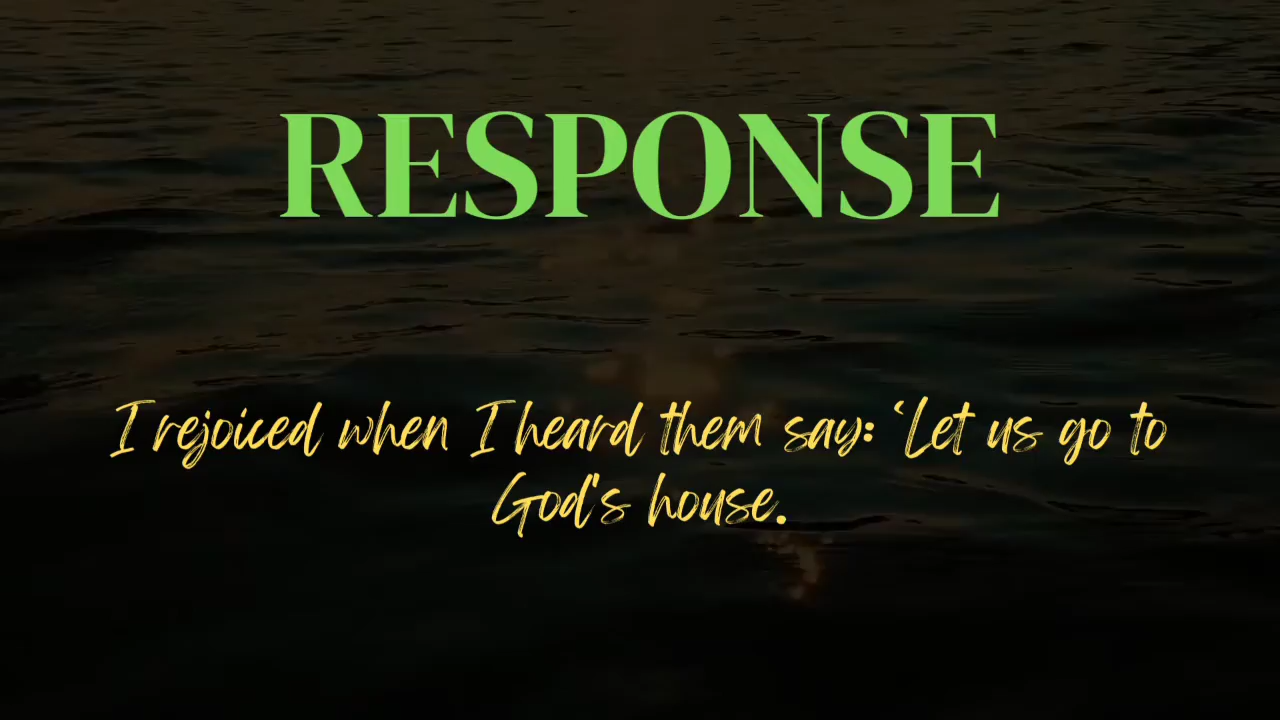 RESPONSE
I rejoiced when I heard them say: ‘Let us go to
God's house.